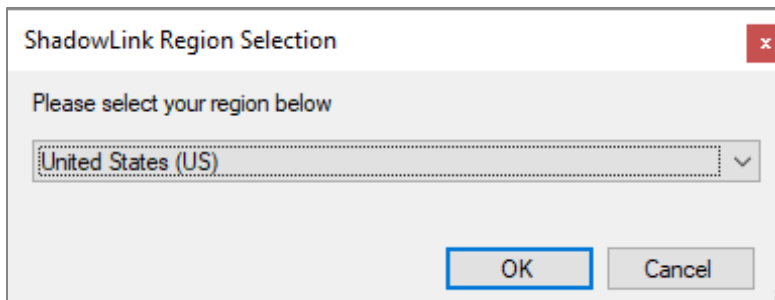 ShadowLink Region Selection
x
Please select your region below
United States (US)
OK Cancel